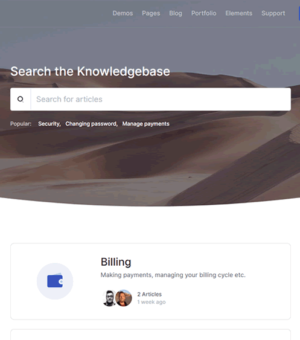 Demos Pages Blog Portfolio Elements Support
Search the Knowledgebase
Search for articles
Popular: Security, Changing password, Manage payments
Billing
Making payments, managing your billing cycle etc.
2 Articles
1 week ago